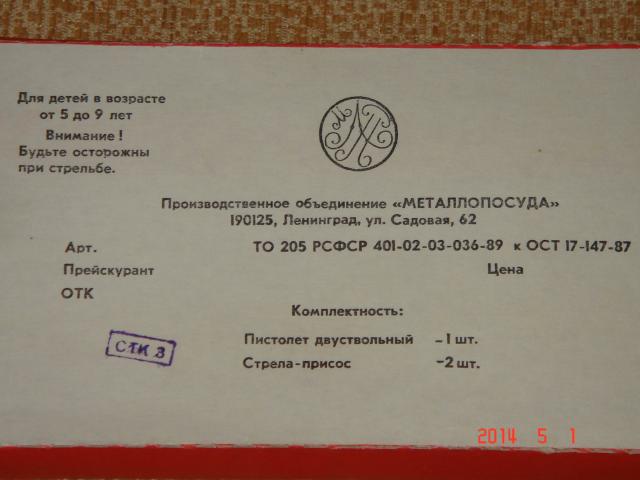 Для детей в возрасте
от 5 до 9 лет
Внимание!
Будьте осторожны
при стрельбе.
Производственное объединение «МЕТАЛЛОПОСУДА»
190125, Ленинград, ул. Садовая, 62
Арт. ТО 205 РСФСР 401-02-03-036-89 к ОСТ 17-147-87
Прейскурант Цена
ОТК
Комплектность:
Пистолет двуствольный –1 шт.
Стрела-присос –2 шт.
СТК 3
2014 5 1